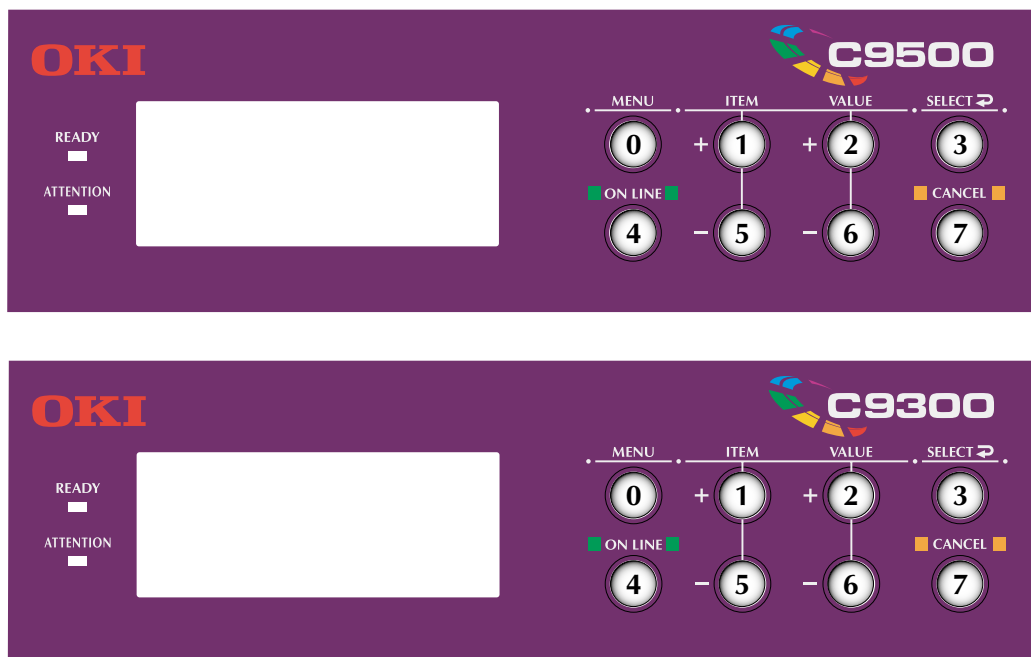 OKI
C9500
MENU ITEM VALUE SELECT
READY
0 + 1 + 2 3
ATTENTION
ON LINE CANCEL
4 - 5 - 6 7
OKI
C9300
MENU ITEM VALUE SELECT
READY
0 + 1 + 2 3
ATTENTION
ON LINE CANCEL
4 - 5 - 6 7